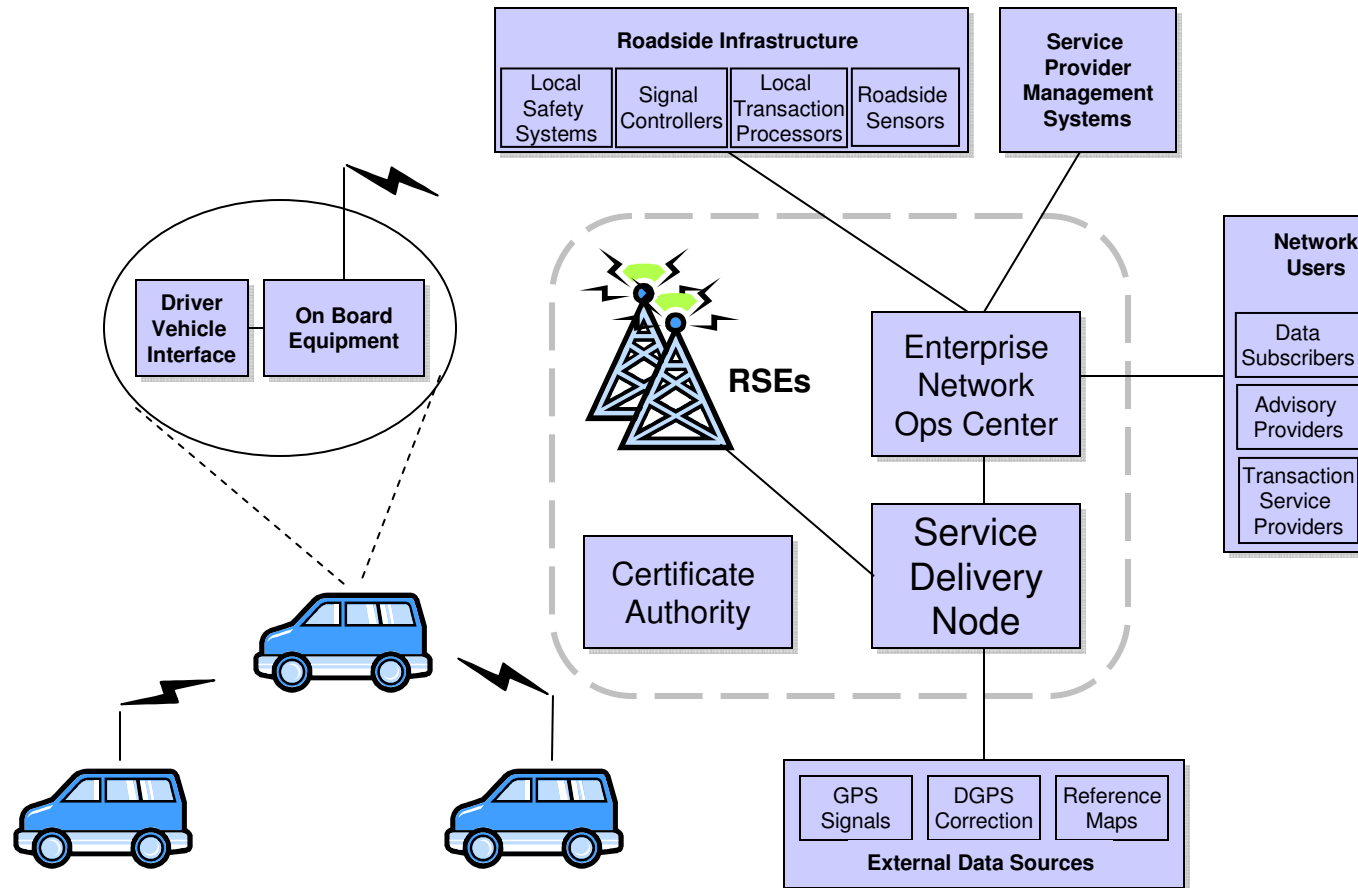 Roadside Infrastructure
Local
Safety
Systems
Signal
Controllers
Local
Transaction
Processors
Roadside
Sensors
Service
Provider
Management
Systems
Network
Users
Data
Subscribers
Advisory
Providers
Transaction
Service
Providers
Driver
Vehicle
Interface
On Board
Equipment
RSEs
Enterprise
Network
Ops Center
Certificate
Authority
Service
Delivery
Node
GPS
Signals
DGPS
Correction
Reference
Maps
External Data Sources